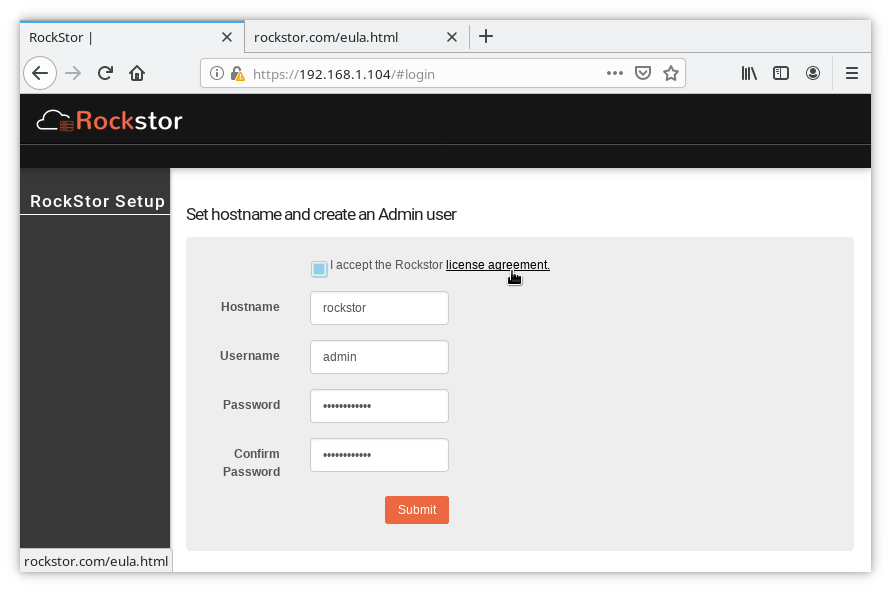 RockStor | rockstor.com/eula.html
https://192.168.1.104/#login
Rockstor
RockStor Setup
Set hostname and create an Admin user
I accept the Rockstor license agreement.
Hostname rockstor
Username admin
Password ••••••••••••
Confirm Password ••••••••••••
Submit
rockstor.com/eula.html